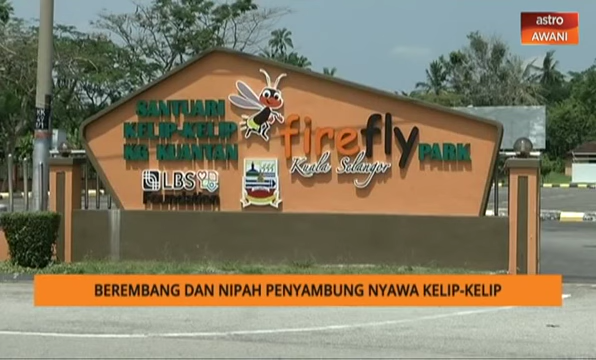 astro
AWANI
SANTUARI
KELIP-KELIP
KG KUANTAN
firefly PARK
Kuala Selangor
LBS
Foundation
BEREMBANG DAN NIPAH PENYAMBUNG NYAWA KELIP-KELIP